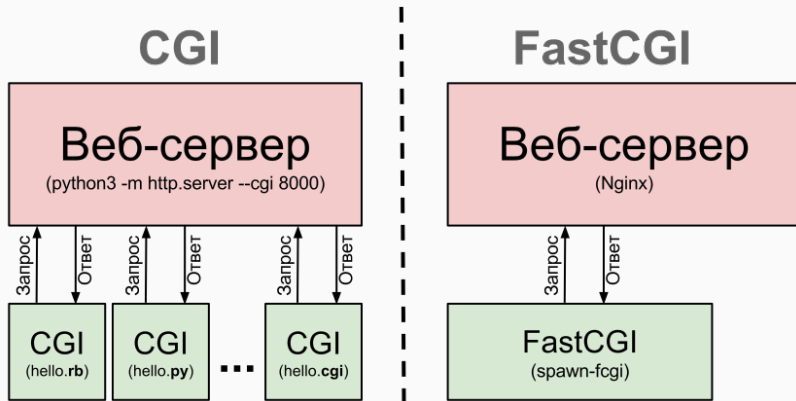 CGI
Веб-сервер
(python3 -m http.server --cgi 8000)
Запрос
Ответ
Запрос
Ответ
Запрос
Ответ
CGI
(hello.rb)
CGI
(hello.py)
...
CGI
(hello.cgi)
FastCGI
Веб-сервер
(Nginx)
Запрос
Ответ
FastCGI
(spawn-fcgi)